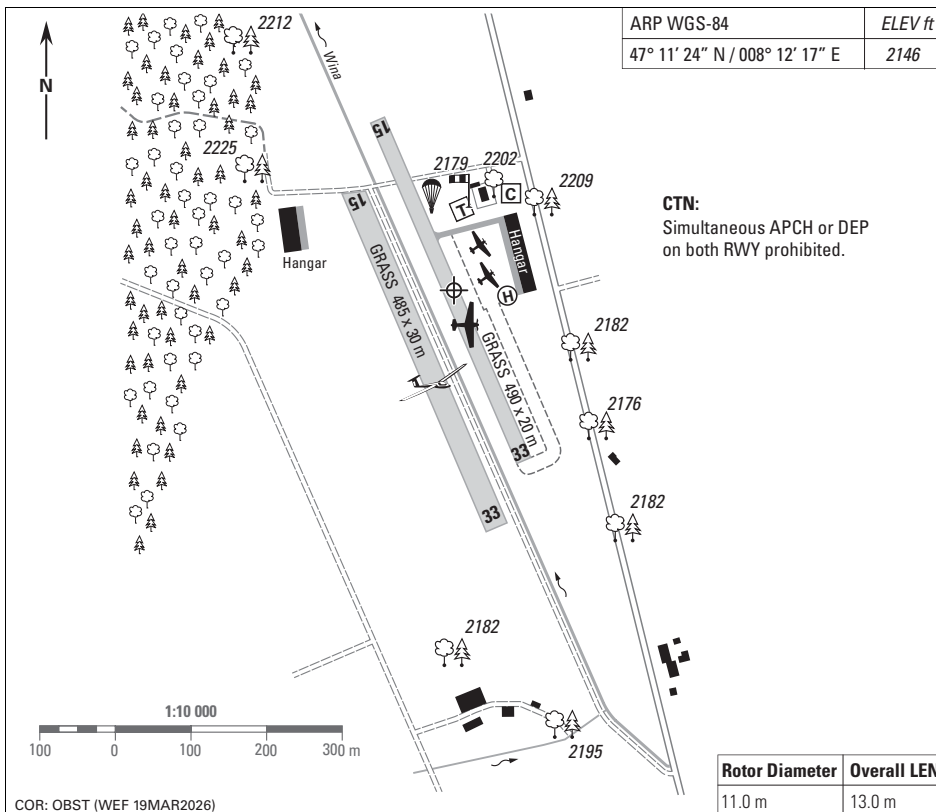 ARP WGS-84 ELEV ft
47° 11’ 24” N / 008° 12’ 17” E 2146
2212
N
Wina
15
2225
2179 2202
2209
15
T
C
Hangar
Hangar
H
CTN:
Simultaneous APCH or DEP
on both RWY prohibited.
GRASS 485 x 30 m
GRASS 490 x 20 m
2182
2176
33
33
2182
2182
2195
1:10 000
100 0 100 200 300 m
Rotor Diameter Overall LEN
11.0 m 13.0 m
COR: OBST (WEF 19MAR2026)